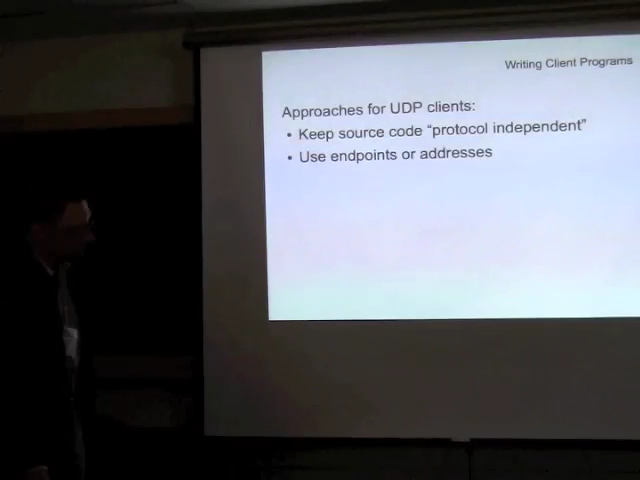 Writing Client Programs
Approaches for UDP clients:
• Keep source code “protocol independent”
• Use endpoints or addresses